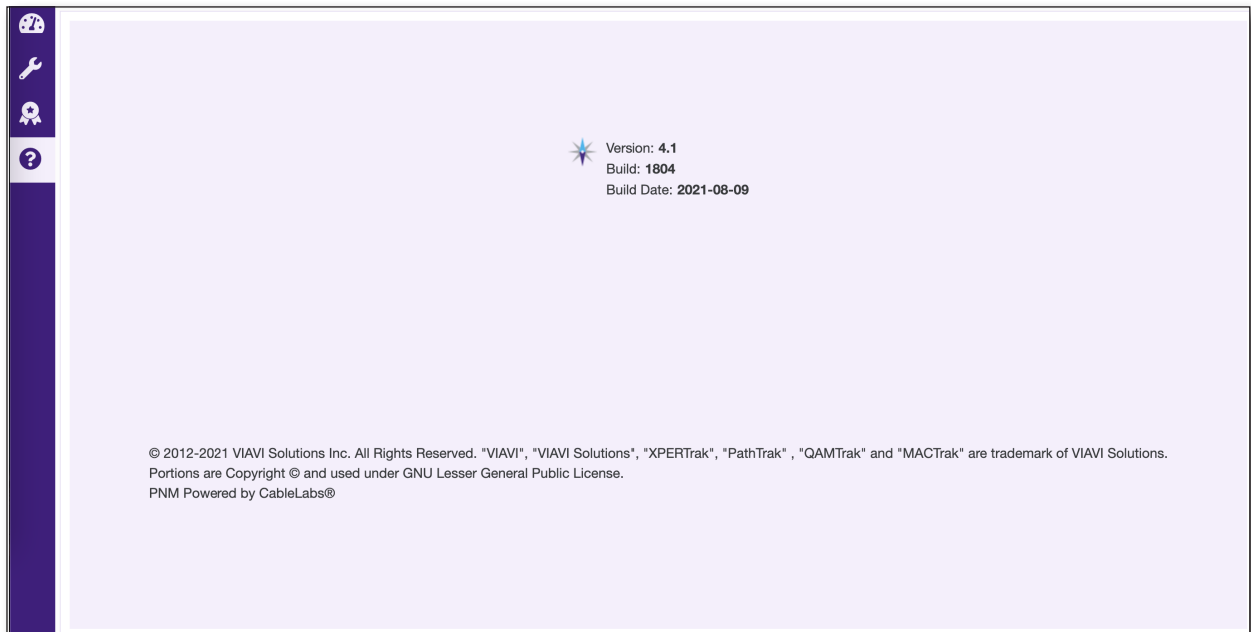 Version: 4.1
Build: 1804
Build Date: 2021-08-09
© 2012-2021 VIAVI Solutions Inc. All Rights Reserved. "VIAVI", "VIAVI Solutions", "XPERTrak", "PathTrak" , "QAMTrak" and "MACTrak" are trademark of VIAVI Solutions.
Portions are Copyright © and used under GNU Lesser General Public License.
PNM Powered by CableLabs®